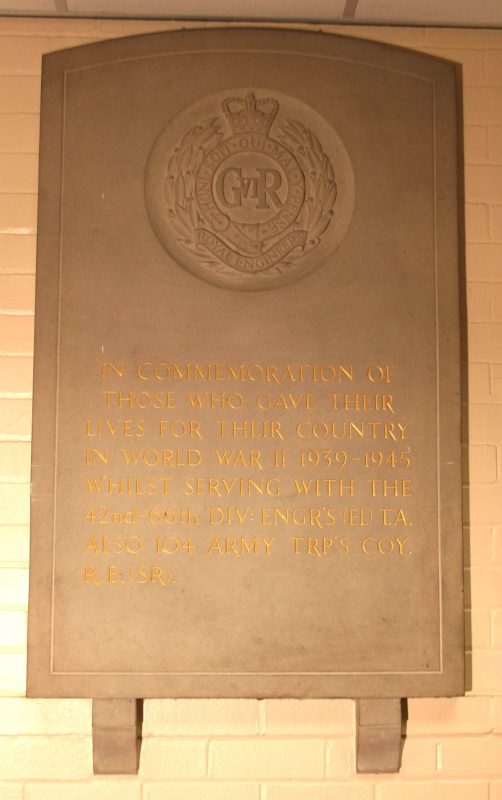 HONI · SOIT · QUI · MAL · Y · PENSE
GVIR
ROYAL ENGINEERS
IN COMMEMORATION OF
THOSE WHO GAVE THEIR
LIVES FOR THEIR COUNTRY
IN WORLD WAR II 1939-1945
WHILST SERVING WITH THE
42nd-66th DIV: ENGR'S (EL) T.A.
ALSO 104 ARMY TRP'S COY.
R.E. (SR).